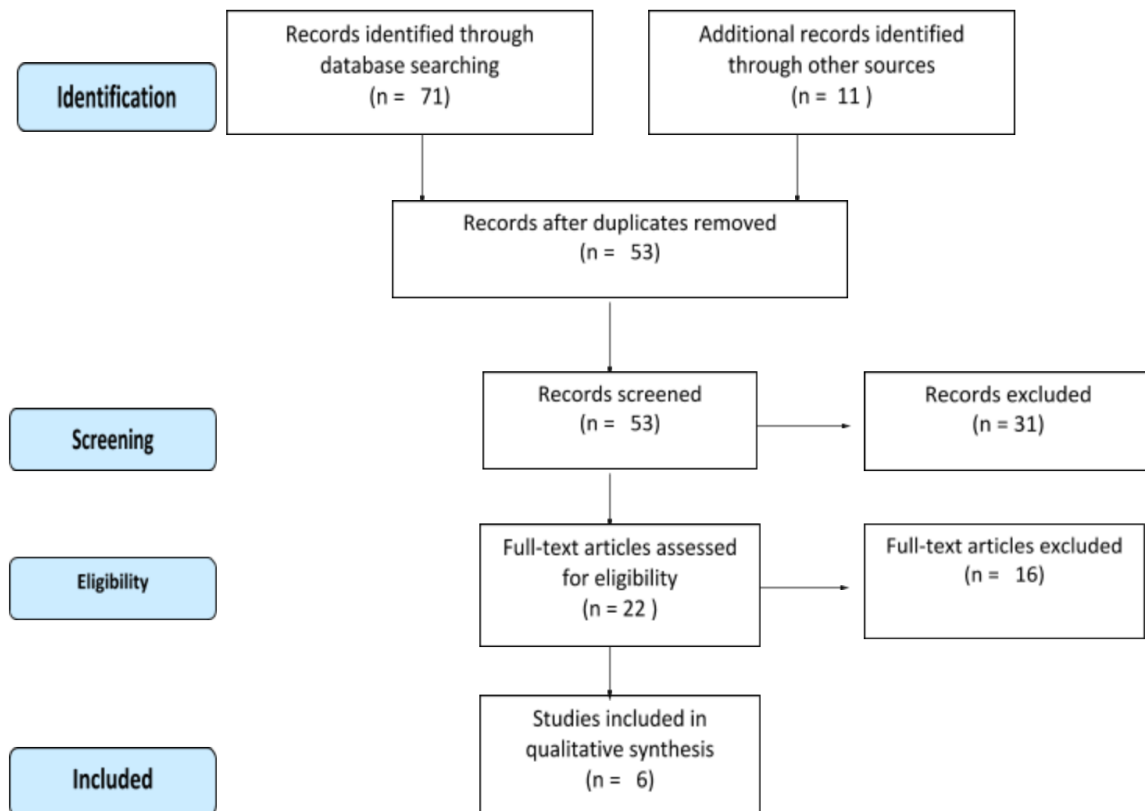 Records identified through
database searching
(n = 71)
Additional records identified
through other sources
(n = 11 )
Identification
Records after duplicates removed
(n = 53)
Records screened
(n = 53)
Records excluded
(n = 31)
Screening
Full-text articles assessed
for eligibility
(n = 22 )
Full-text articles excluded
(n = 16)
Eligibility
Studies included in
qualitative synthesis
(n = 6)
Included